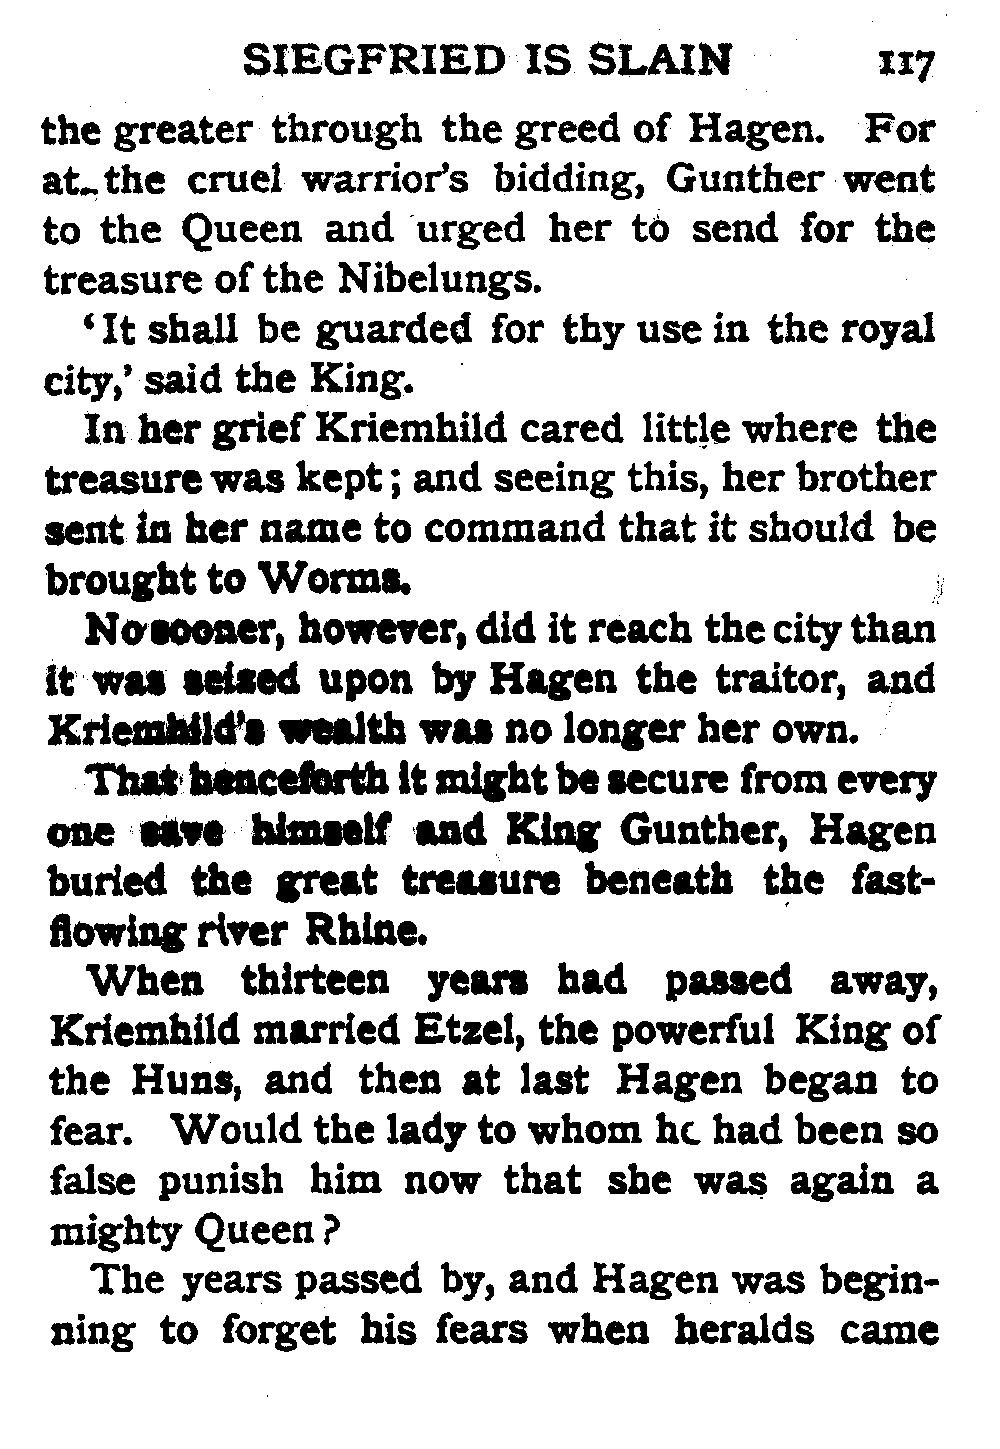 SIEGFRIED IS SLAIN 117
the greater through the greed of Hagen. For
at the cruel warrior's bidding, Gunther went
to the Queen and urged her to send for the
treasure of the Nibelungs.
‘It shall be guarded for thy use in the royal
city,’ said the King.
In her grief Kriemhild cared little where the
treasure was kept; and seeing this, her brother
sent in her name to command that it should be
brought to Worms.
No sooner, however, did it reach the city than
it was seized upon by Hagen the traitor, and
Kriemhild's wealth was no longer her own.
That henceforth it might be secure from every
one save himself and King Gunther, Hagen
buried the great treasure beneath the fast-
flowing river Rhine.
When thirteen years had passed away,
Kriemhild married Etzel, the powerful King of
the Huns, and then at last Hagen began to
fear. Would the lady to whom he had been so
false punish him now that she was again a
mighty Queen?
The years passed by, and Hagen was begin-
ning to forget his fears when heralds came